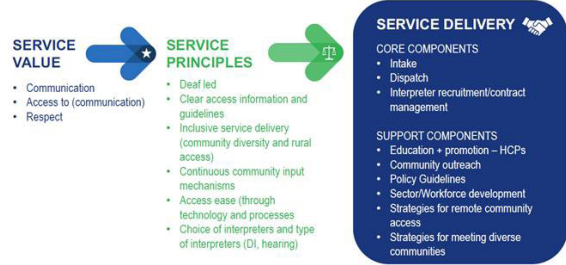 SERVICE
VALUE
• Communication
• Access to (communication)
• Respect
SERVICE
PRINCIPLES
• Deaf led
• Clear access information and
guidelines
• Inclusive service delivery
(community diversity and rural
access)
• Continuous community input
mechanisms
• Access ease (through
technology and processes
• Choice of interpreters and type
of interpreters (DI, hearing)
SERVICE DELIVERY
CORE COMPONENTS
• Intake
• Dispatch
• Interpreter recruitment/contract
management
SUPPORT COMPONENTS
• Education + promotion – HCPs
• Community outreach
• Policy Guidelines
• Sector/Workforce development
• Strategies for remote community
access
• Strategies for meeting diverse
communities